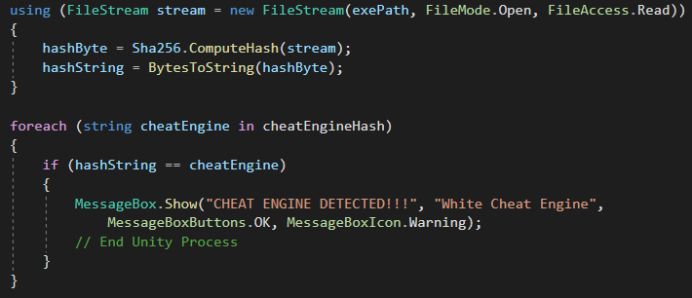 using (FileStream stream = new FileStream(exePath, FileMode.Open, FileAccess.Read))
{
    hashByte = Sha256.ComputeHash(stream);
    hashString = BytesToString(hashByte);
}

foreach (string cheatEngine in cheatEngineHash)
{
    if (hashString == cheatEngine)
    {
        MessageBox.Show("CHEAT ENGINE DETECTED!!!", "White Cheat Engine",
            MessageBoxButtons.OK, MessageBoxIcon.Warning);
        // End Unity Process
    }
}